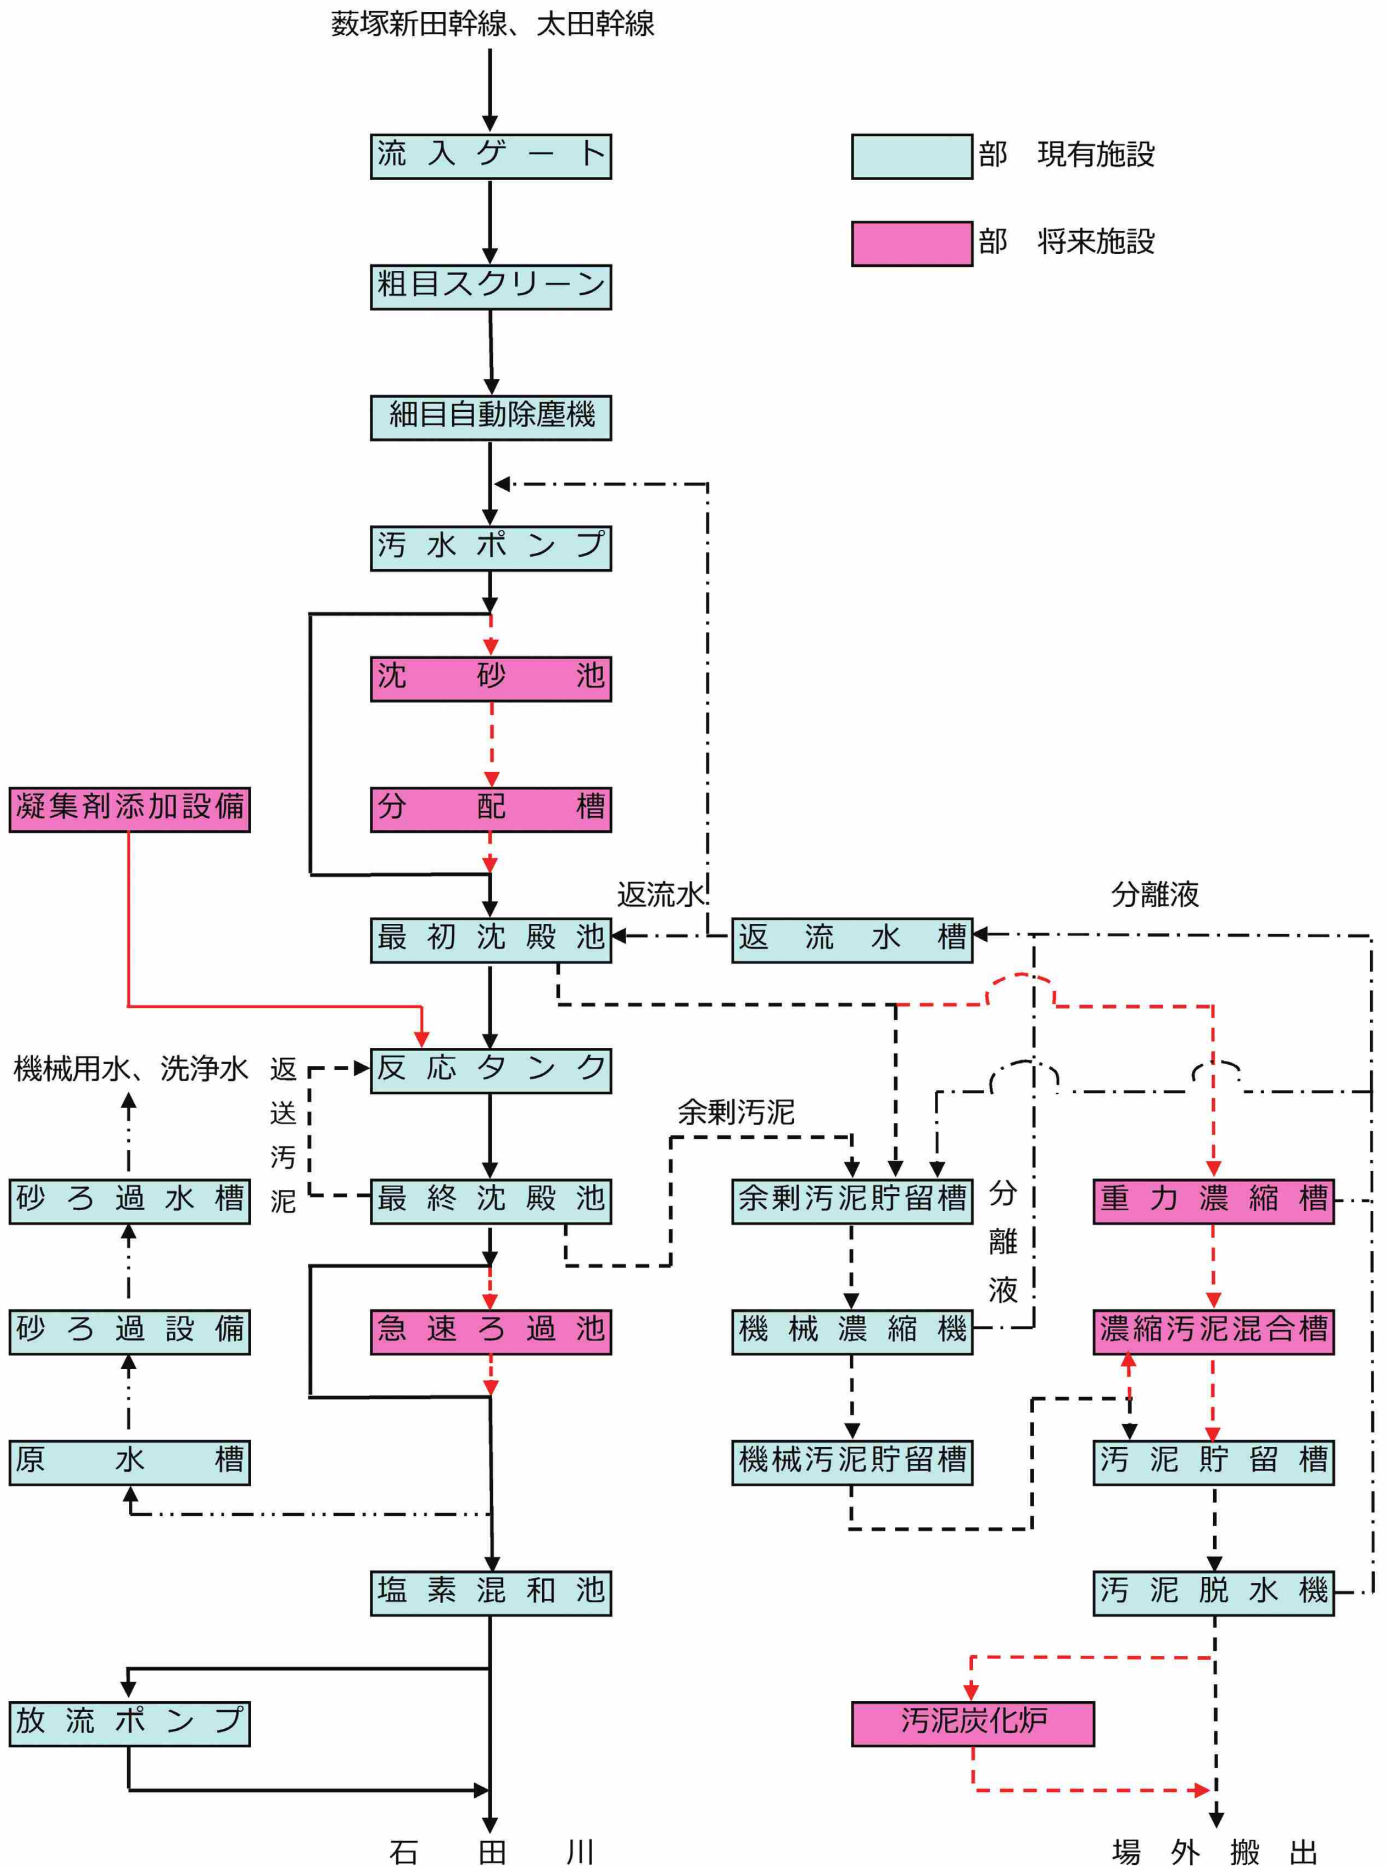 薮塚新田幹線、太田幹線
流入ゲート
部　現有施設
部　将来施設
粗目スクリーン
細目自動除塵機
汚水ポンプ
沈砂池
凝集剤添加設備
分配槽
返流水
分離液
最初沈殿池
返流水槽
機械用水、洗浄水
返送汚泥
反応タンク
余剰汚泥
砂ろ過水槽
最終沈殿池
余剰汚泥貯留槽
分離液
重力濃縮槽
砂ろ過設備
急速ろ過池
機械濃縮機
濃縮汚泥混合槽
原水槽
機械汚泥貯留槽
汚泥貯留槽
塩素混和池
汚泥脱水機
放流ポンプ
汚泥炭化炉
石田川
場外搬出